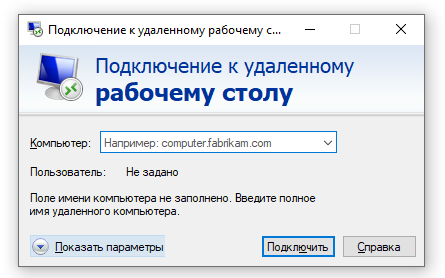 Подключение к удаленному рабочему с...
Подключение к удаленному
рабочему столу
Компьютер: Например: computer.fabrikam.com
Пользователь: Не задано
Поле имени компьютера не заполнено. Введите полное
имя удаленного компьютера.
Показать параметры Подключить Справка